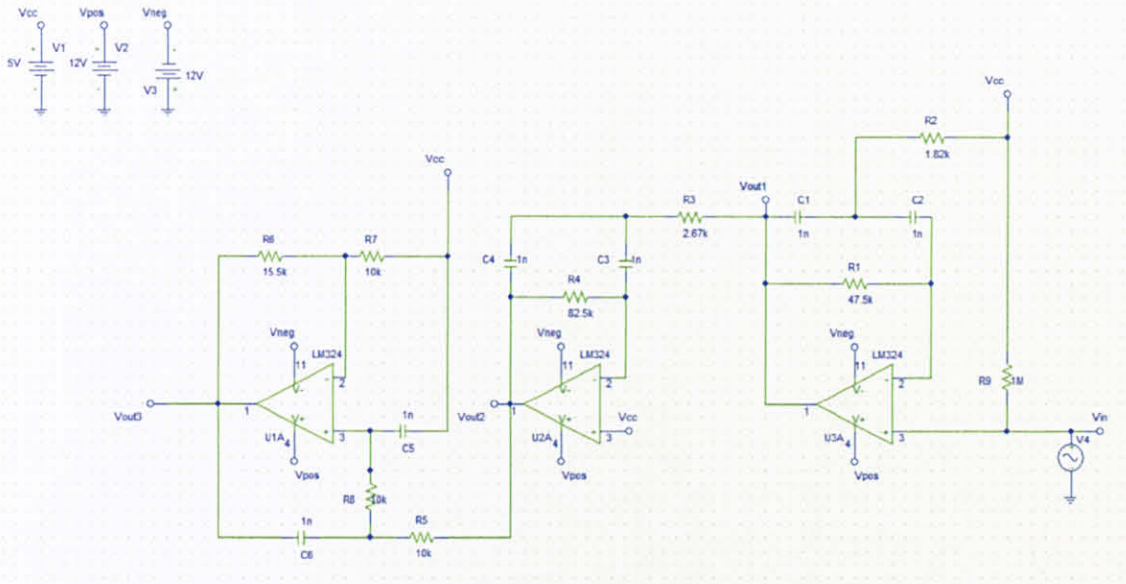 Vcc
Vpos
Vneg
V1
V2
5V
12V
12V
V3
Vcc
R2
1.82k
Vcc
R3
2.67k
Vout1
C1
1n
C2
1n
R6
15.5k
R7
10k
C4
1n
C3
1n
R4
82.5k
R1
47.5k
Vneg
11
LM324
V-
-
2
Vneg
11
LM324
V-
-
2
Vneg
11
LM324
V-
-
2
R9
1M
Vout3
1
V+
+
3
U1A
4
Vpos
1n
C5
Vout2
1
V+
+
3
Vcc
U2A
4
Vpos
1
V+
+
3
U3A
4
Vpos
Vin
V4
R8
1n
C6
R5
10k